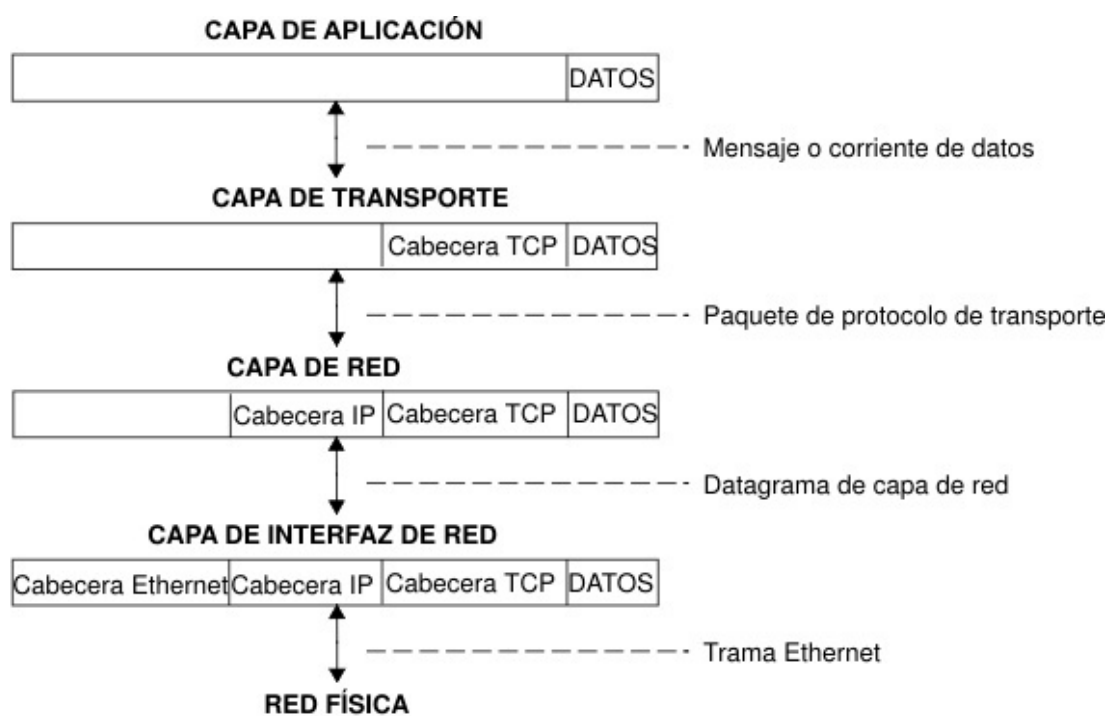 CAPA DE APLICACIÓN
DATOS
Mensaje o corriente de datos
CAPA DE TRANSPORTE
Cabecera TCP DATOS
Paquete de protocolo de transporte
CAPA DE RED
Cabecera IP Cabecera TCP DATOS
Datagrama de capa de red
CAPA DE INTERFAZ DE RED
Cabecera Ethernet Cabecera IP Cabecera TCP DATOS
Trama Ethernet
RED FÍSICA